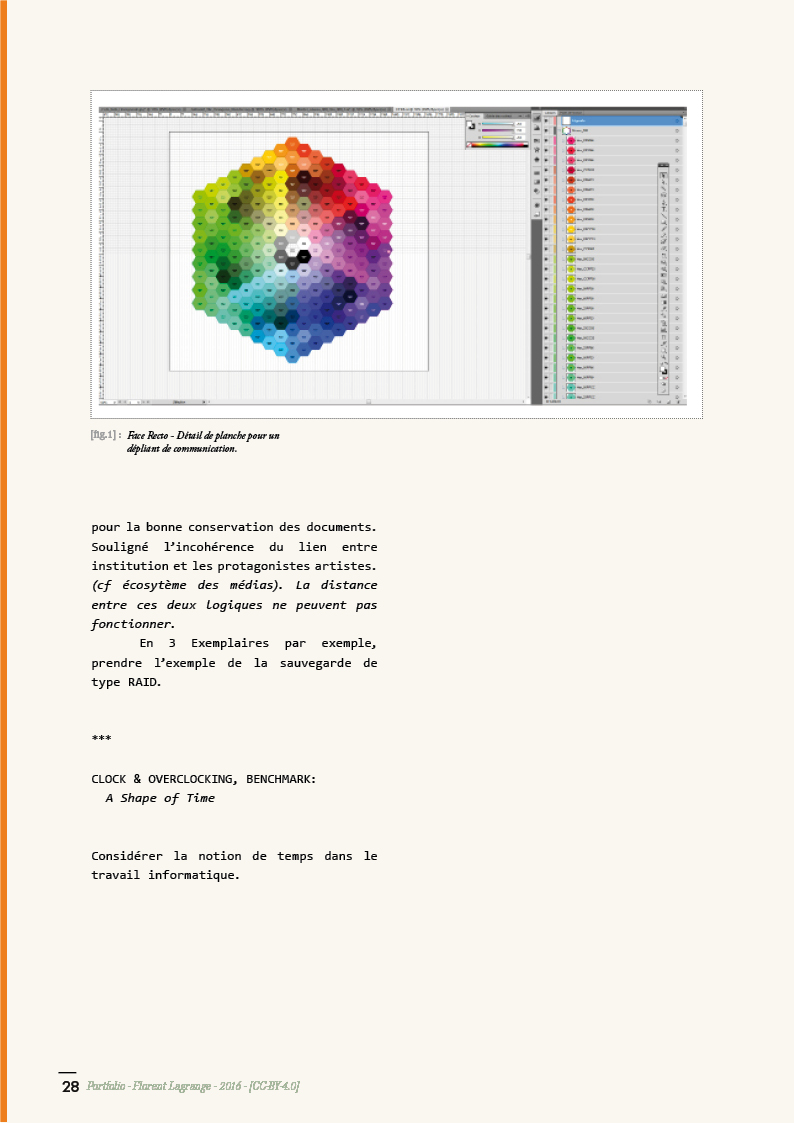 [fig.1] : Face Recto - Détail de planche pour un
dépliant de communication.
pour la bonne conservation des documents.
Souligné l’incohérence du lien entre
institution et les protagonistes artistes.
(cf écosytème des médias). La distance
entre ces deux logiques ne peuvent pas
fonctionner.
En 3 Exemplaires par exemple,
prendre l’exemple de la sauvegarde de
type RAID.
***
CLOCK & OVERCLOCKING, BENCHMARK:
A Shape of Time
Considérer la notion de temps dans le
travail informatique.
28 Portfolio - Florent Lagrange - 2016 - [CC-BY-4.0]